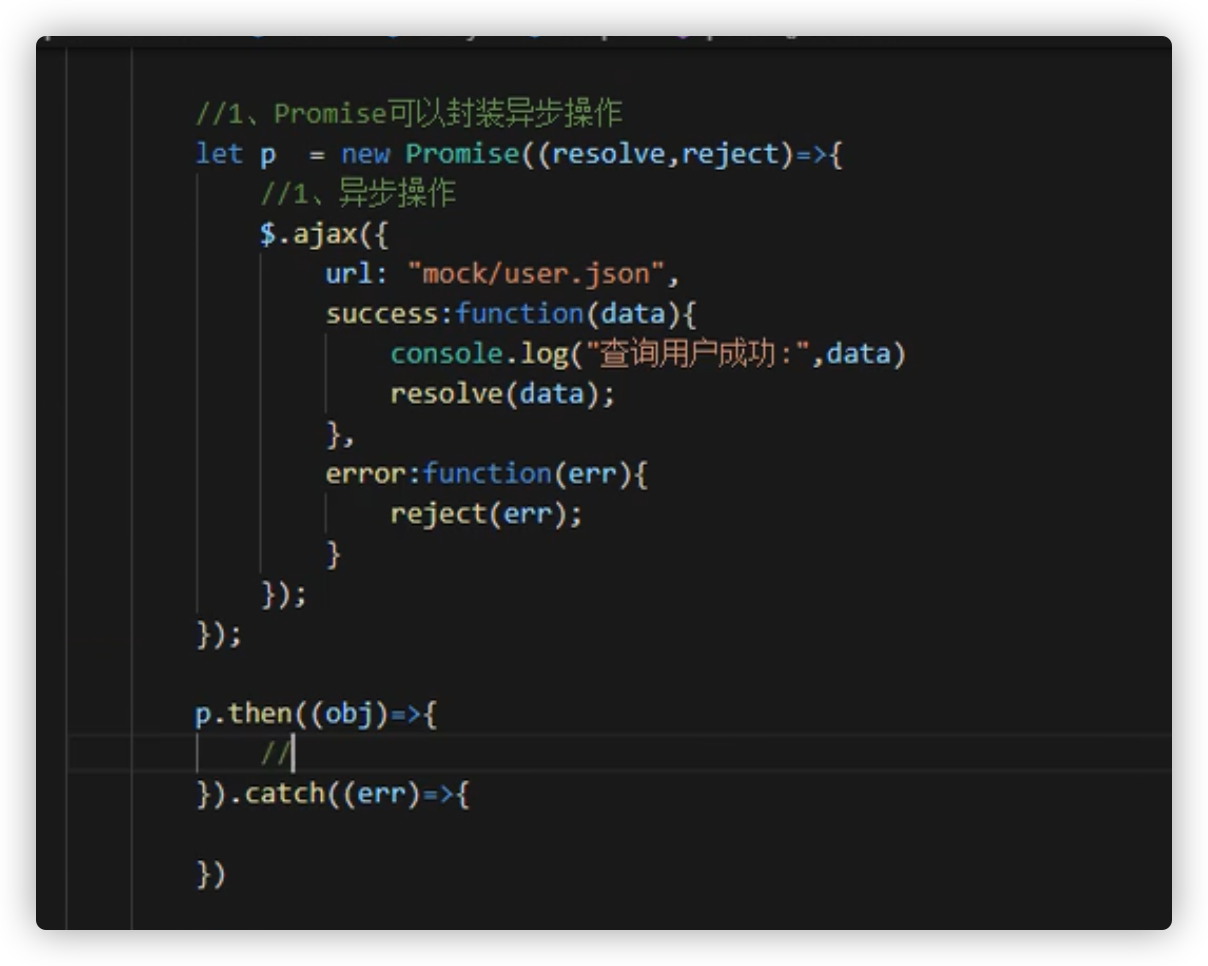 //1、Promise可以封装异步操作
let p  = new Promise((resolve,reject)=>{
    //1、异步操作
    $.ajax({
        url: "mock/user.json",
        success:function(data){
            console.log("查询用户成功:",data)
            resolve(data);
        },
        error:function(err){
            reject(err);
        }
    });
});
p.then((obj)=>{
    //
}).catch((err)=>{
})